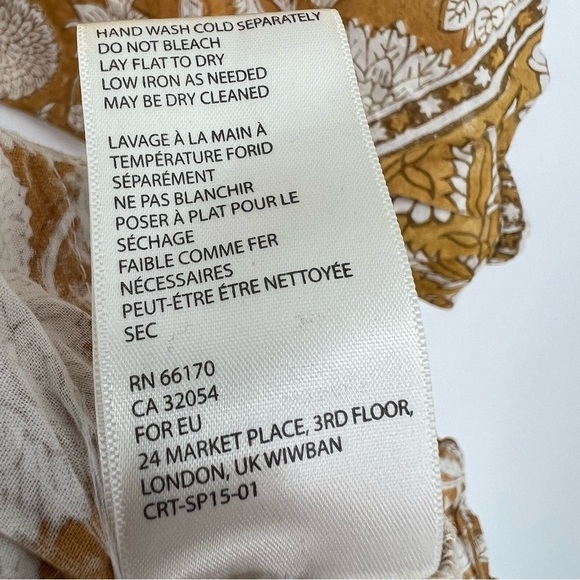 HAND WASH COLD SEPARATELY
DO NOT BLEACH
LAY FLAT TO DRY
LOW IRON AS NEEDED
MAY BE DRY CLEANED
LAVAGE À LA MAIN À
TEMPÉRATURE FORID
SÉPARÉMENT
NE PAS BLANCHIR
POSER À PLAT POUR LE
SÉCHAGE
FAIBLE COMME FER
NÉCESSAIRES
PEUT-ÉTRE ÉTRE NETTOYÉE
SEC
RN 66170
CA 32054
FOR EU
24 MARKET PLACE, 3RD FLOOR,
LONDON, UK WIWBAN
CRT-SP15-01